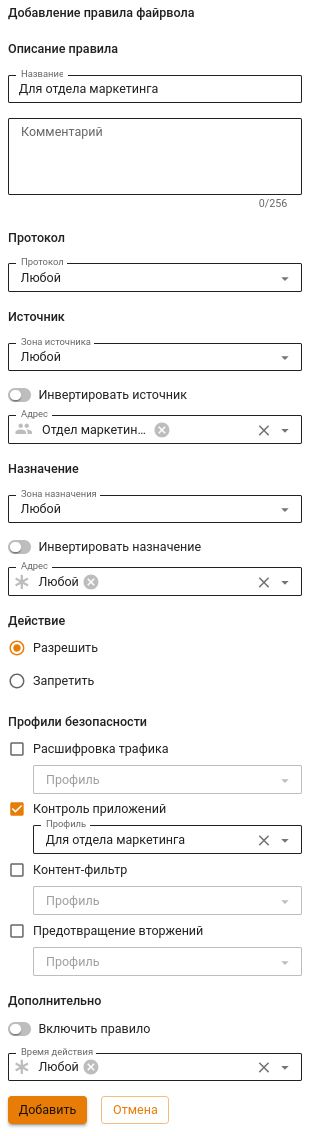 Добавление правила файрвола
Описание правила
Название
Для отдела маркетинга
Комментарий
0/256
Протокол
Протокол
Любой
Источник
Зона источника
Любой
Инвертировать источник
Адрес
Отдел маркетин...
Назначение
Зона назначения
Любой
Инвертировать назначение
Адрес
Любой
Действие
Разрешить
Запретить
Профили безопасности
Расшифровка трафика
Профиль
Контроль приложений
Профиль
Для отдела маркетинга
Контент-фильтр
Профиль
Предотвращение вторжений
Профиль
Дополнительно
Включить правило
Время действия
Любой
Добавить Отмена